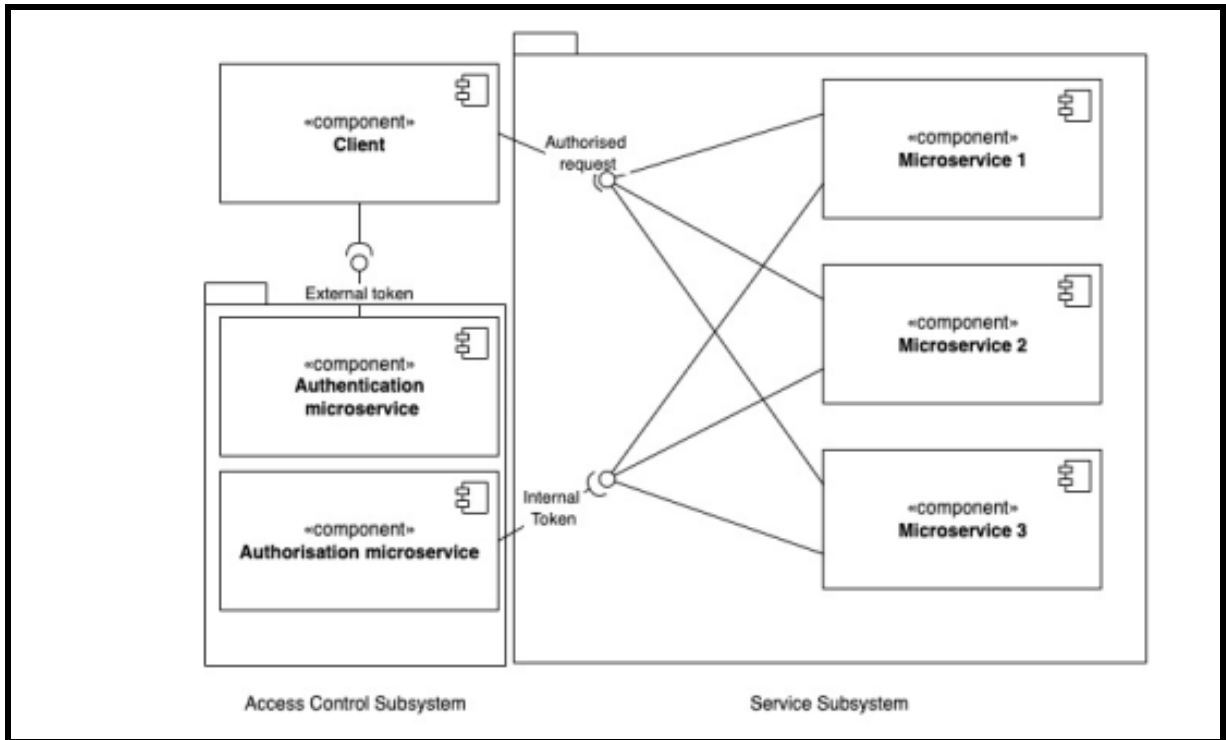 «component»
Client
Authorised
request
External token
«component»
Authentication
microservice
«component»
Authorisation microservice
Internal
Token
«component»
Microservice 1
«component»
Microservice 2
«component»
Microservice 3
Access Control Subsystem
Service Subsystem